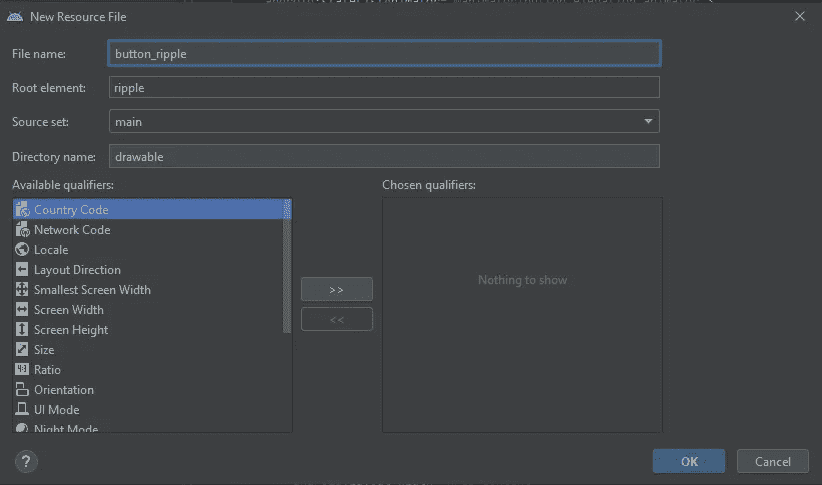 New Resource File
File name: button_ripple
Root element: ripple
Source set: main
Directory name: drawable
Available qualifiers: Chosen qualifiers:
Country Code
Network Code
Locale
Layout Direction
Smallest Screen Width
Screen Width
Screen Height
Size
Ratio
Orientation
UI Mode
Night Mode
>>
<<
Nothing to show
?
OK Cancel